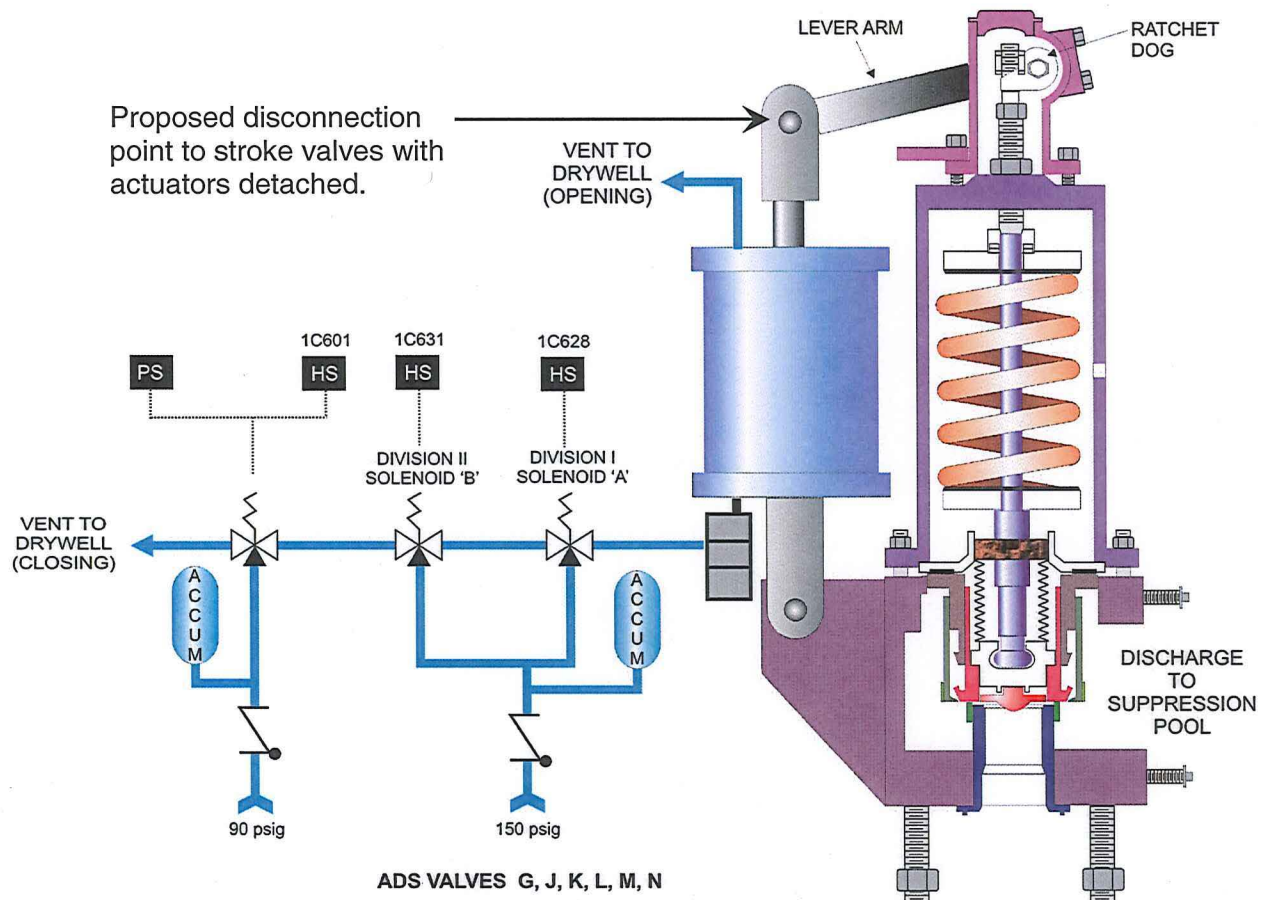 LEVER ARM
RATCHET
DOG
Proposed disconnection
point to stroke valves with
actuators detached.
VENT TO
DRYWELL
(OPENING)
1C601
1C631
1C628
PS
HS
HS
HS
DIVISION II
SOLENOID ‘B’
DIVISION I
SOLENOID ‘A’
VENT TO
DRYWELL
(CLOSING)
ACCUM
ACCUM
DISCHARGE
TO
SUPPRESSION
POOL
90 psig
150 psig
ADS VALVES G, J, K, L, M, N